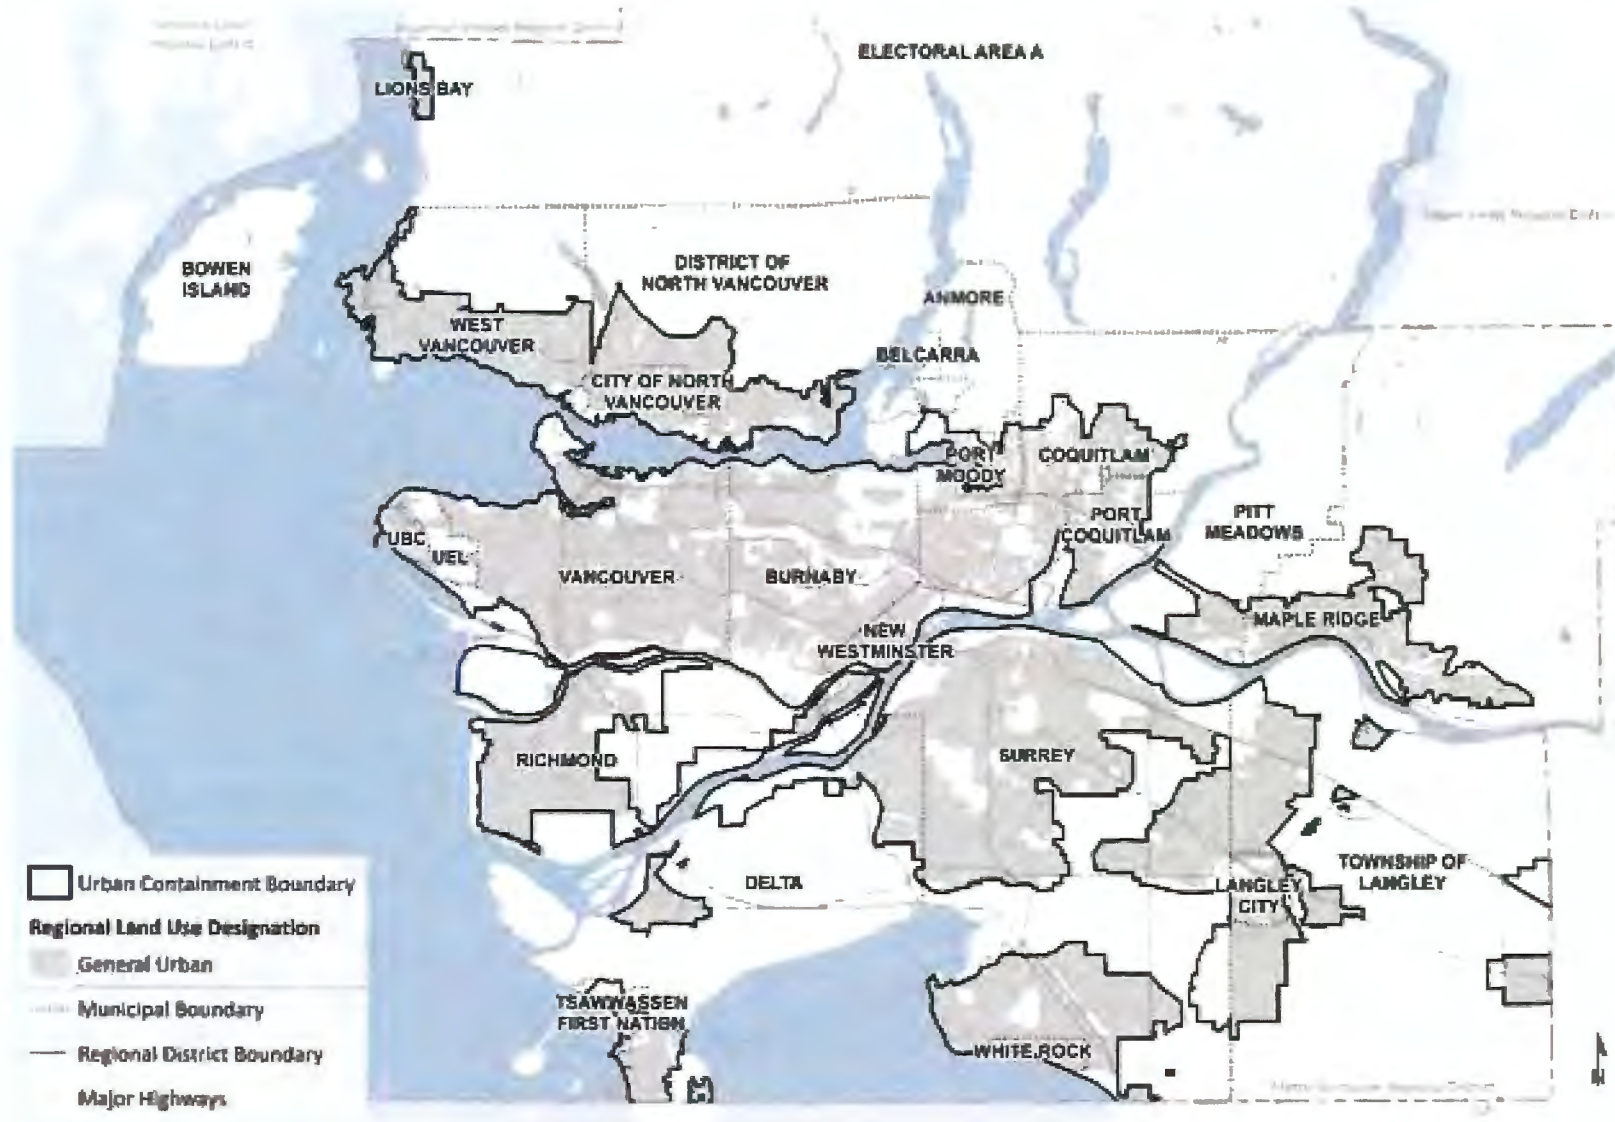 ELECTORAL AREA A
LIONS BAY
BOWEN
ISLAND
DISTRICT OF
NORTH VANCOUVER
ANMORE
WEST
VANCOUVER
BELCARRA
CITY OF NORTH
VANCOUVER
PORT
MOODY
COQUITLAM
PORT
COQUITLAM
PITT
MEADOWS
UBC
UEL
VANCOUVER
BURNABY
MAPLE RIDGE
NEW
WESTMINSTER
RICHMOND
SURREY
DELTA
TOWNSHIP OF
LANGLEY
LANGLEY
CITY
TSAWWASSEN
FIRST NATION
WHITE ROCK
Urban Containment Boundary
Regional Land Use Designation
General Urban
Municipal Boundary
Regional District Boundary
Major Highways
N